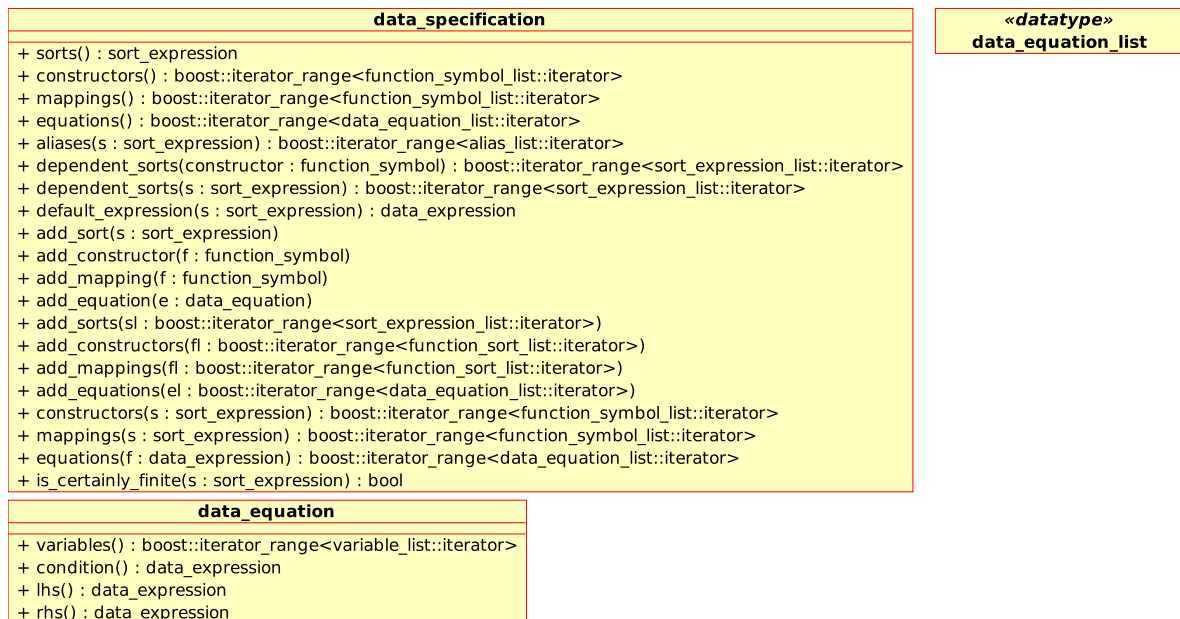 data_specification
+ sorts() : sort_expression
+ constructors() : boost::iterator_range<function_symbol_list::iterator>
+ mappings() : boost::iterator_range<function_symbol_list::iterator>
+ equations() : boost::iterator_range<data_equation_list::iterator>
+ aliases(s : sort_expression) : boost::iterator_range<alias_list::iterator>
+ dependent_sorts(constructor : function_symbol) : boost::iterator_range<sort_expression_list::iterator>
+ dependent_sorts(s : sort_expression) : boost::iterator_range<sort_expression_list::iterator>
+ default_expression(s : sort_expression) : data_expression
+ add_sort(s : sort_expression)
+ add_constructor(f : function_symbol)
+ add_mapping(f : function_symbol)
+ add_equation(e : data_equation)
+ add_sorts(sl : boost::iterator_range<sort_expression_list::iterator>)
+ add_constructors(fl : boost::iterator_range<function_sort_list::iterator>)
+ add_mappings(fl : boost::iterator_range<function_sort_list::iterator>)
+ add_equations(el : boost::iterator_range<data_equation_list::iterator>)
+ constructors(s : sort_expression) : boost::iterator_range<function_symbol_list::iterator>
+ mappings(s : sort_expression) : boost::iterator_range<function_symbol_list::iterator>
+ equations(f : data_expression) : boost::iterator_range<data_equation_list::iterator>
+ is_certainly_finite(s : sort_expression) : bool
«datatype»
data_equation_list
data_equation
+ variables() : boost::iterator_range<variable_list::iterator>
+ condition() : data_expression
+ lhs() : data_expression
+ rhs() : data_expression